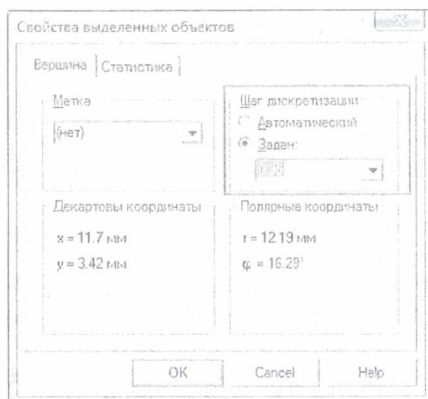 Свойства выделенных объектов
Вершина Статистика
Метка
(нет)
Шаг дискретизации
Автоматический
Задан:
Декартовы координаты
x = 11.7 мм
y = 3.42 мм
Полярные координаты
r = 12.19 мм
φ = 16.29°
OK Cancel Help